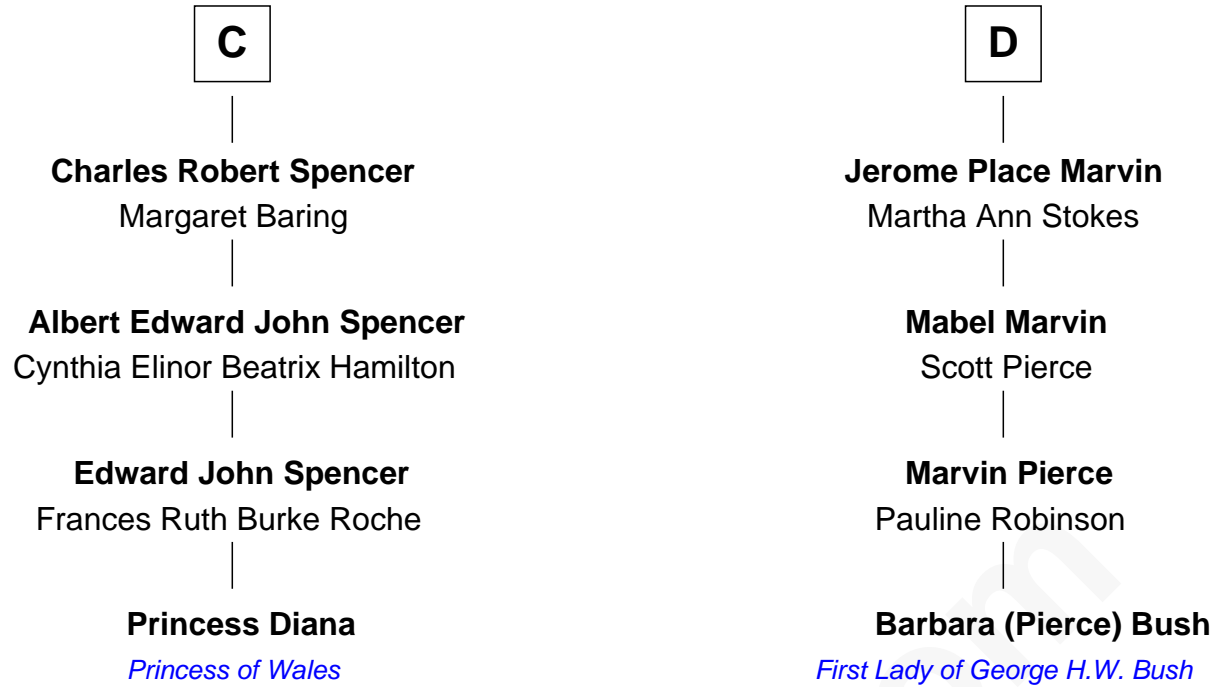 C
Charles Robert Spencer
Margaret Baring
Albert Edward John Spencer
Cynthia Elinor Beatrix Hamilton
Edward John Spencer
Frances Ruth Burke Roche
Princess Diana
Princess of Wales
D
Jerome Place Marvin
Martha Ann Stokes
Mabel Marvin
Scott Pierce
Marvin Pierce
Pauline Robinson
Barbara (Pierce) Bush
First Lady of George H.W. Bush